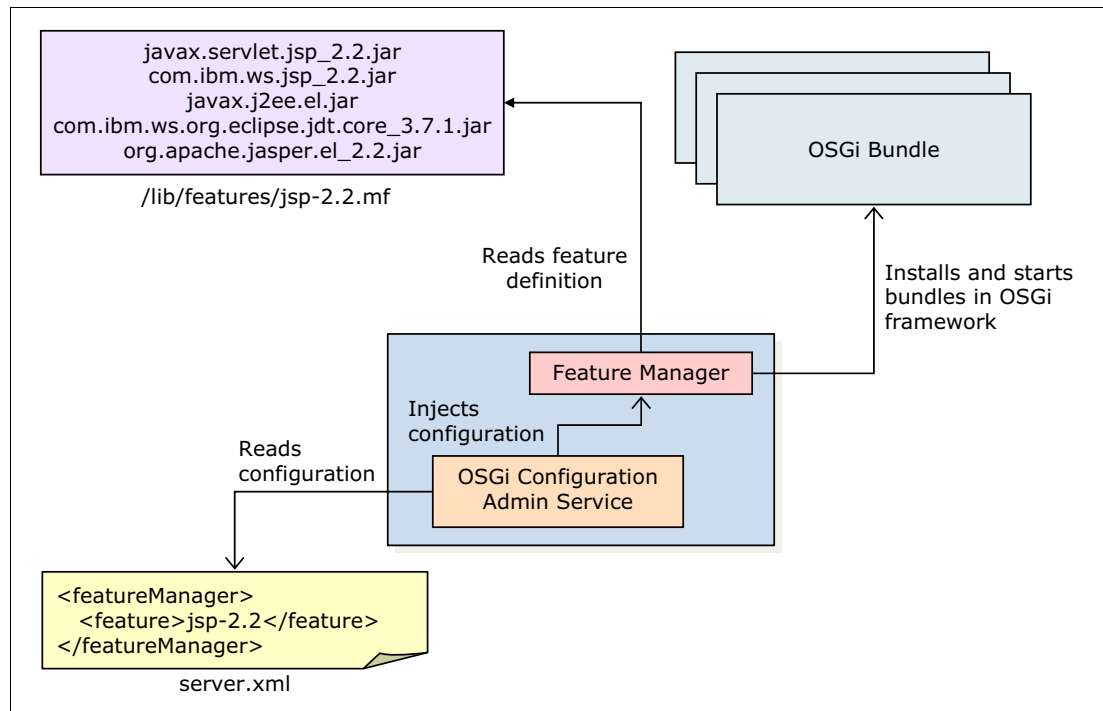 javax.servlet.jsp_2.2.jar
com.ibm.ws.jsp_2.2.jar
javax.j2ee.el.jar
com.ibm.ws.org.eclipse.jdt.core_3.7.1.jar
org.apache.jasper.el_2.2.jar
/lib/features/jsp-2.2.mf
OSGi Bundle
Reads feature
definition
Installs and starts
bundles in OSGi
framework
Feature Manager
Injects
configuration
Reads
configuration
OSGi Configuration
Admin Service
<featureManager>
<feature>jsp-2.2</feature>
</featureManager>
server.xml